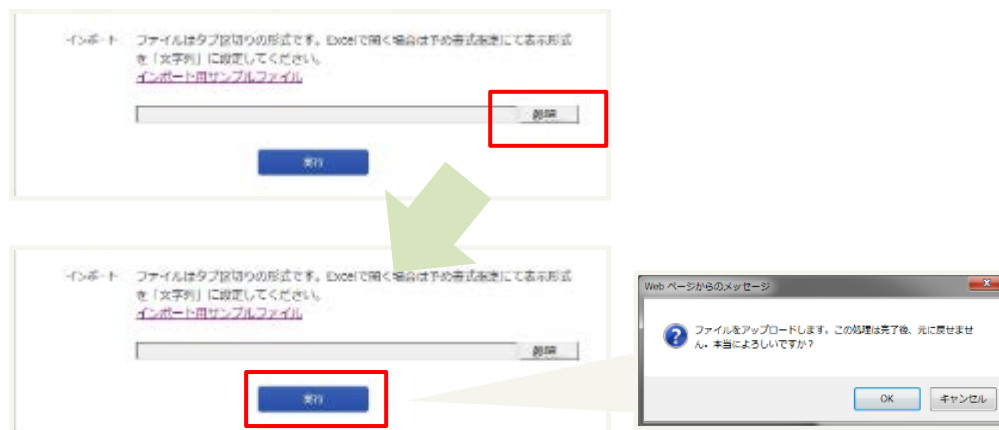 インポート ファイルはタブ区切りの形式です。Excelで開く場合は予め書式指定にて表示形式
を「文字列」に設定してください。
インポート用サンプルファイル
参照
実行
インポート ファイルはタブ区切りの形式です。Excelで開く場合は予め書式指定にて表示形式
を「文字列」に設定してください。
インポート用サンプルファイル
参照
実行
Web ページからのメッセージ
ファイルをアップロードします。この処理は完了後、元に戻せませ
ん。本当によろしいですか？
OK キャンセル